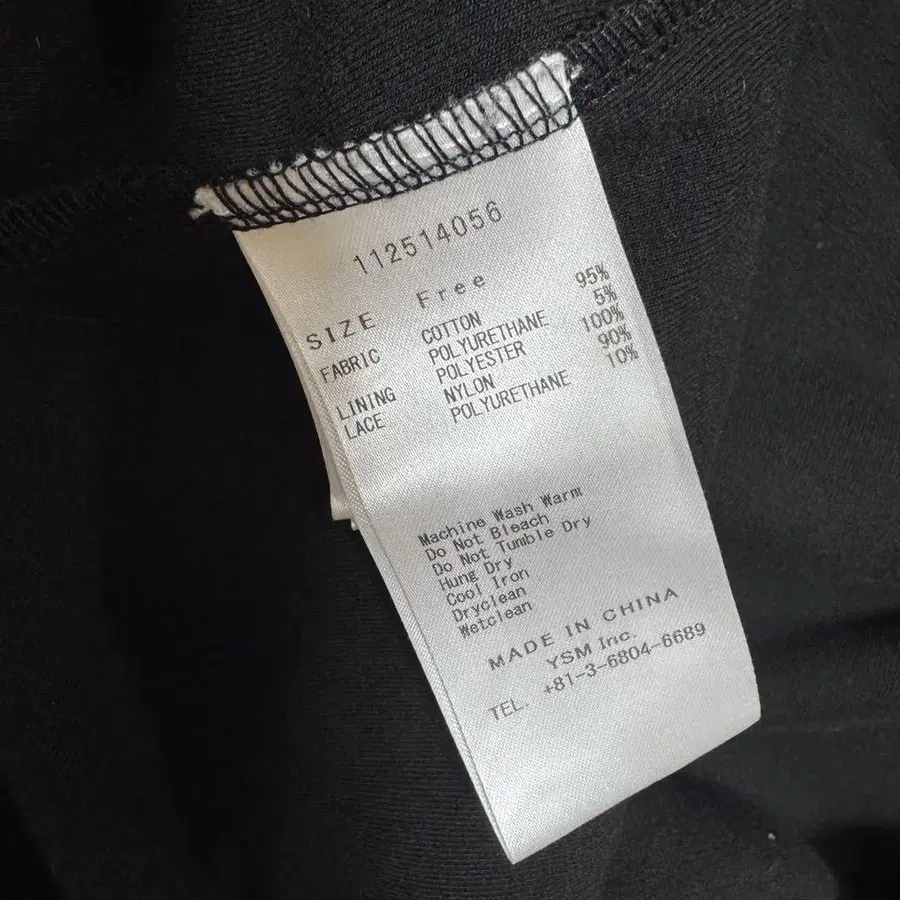 112514056
SIZE Free
FABRIC COTTON 95%
POLYURETHANE 5%
LINING POLYESTER 100%
LACE NYLON 90%
POLYURETHANE 10%
Machine Wash Warm
Do Not Bleach
Do Not Tumble Dry
Hung Dry
Cool Iron
Dryclean
Wetclean
MADE IN CHINA
YSM Inc.
TEL. +81-3-6804-6689